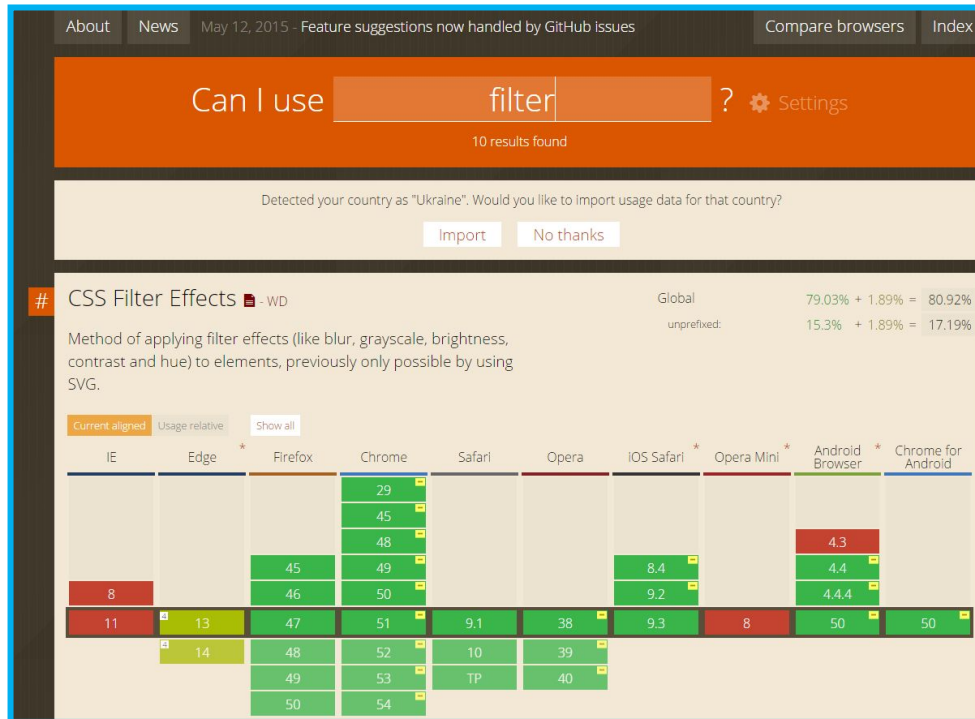 About News May 12, 2015 - Feature suggestions now handled by GitHub issues Compare browsers Index
Can I use filter ? Settings
10 results found
Detected your country as "Ukraine". Would you like to import usage data for that country?
Import No thanks
# CSS Filter Effects - WD
Global 79.03% + 1.89% = 80.92%
unprefixed: 15.3% + 1.89% = 17.19%
Method of applying filter effects (like blur, grayscale, brightness,
contrast and hue) to elements, previously only possible by using
SVG.
Current aligned Usage relative Show all
IE Edge * Firefox Chrome Safari Opera iOS Safari * Opera Mini * Android Browser * Chrome for Android
29
45
48 4.3
45 49 8.4 4.4
8 46 50 9.2 4.4.4
11 4 13 47 51 9.1 38 9.3 8 50 50
4 14 48 52 10 39
49 53 TP 40
50 54